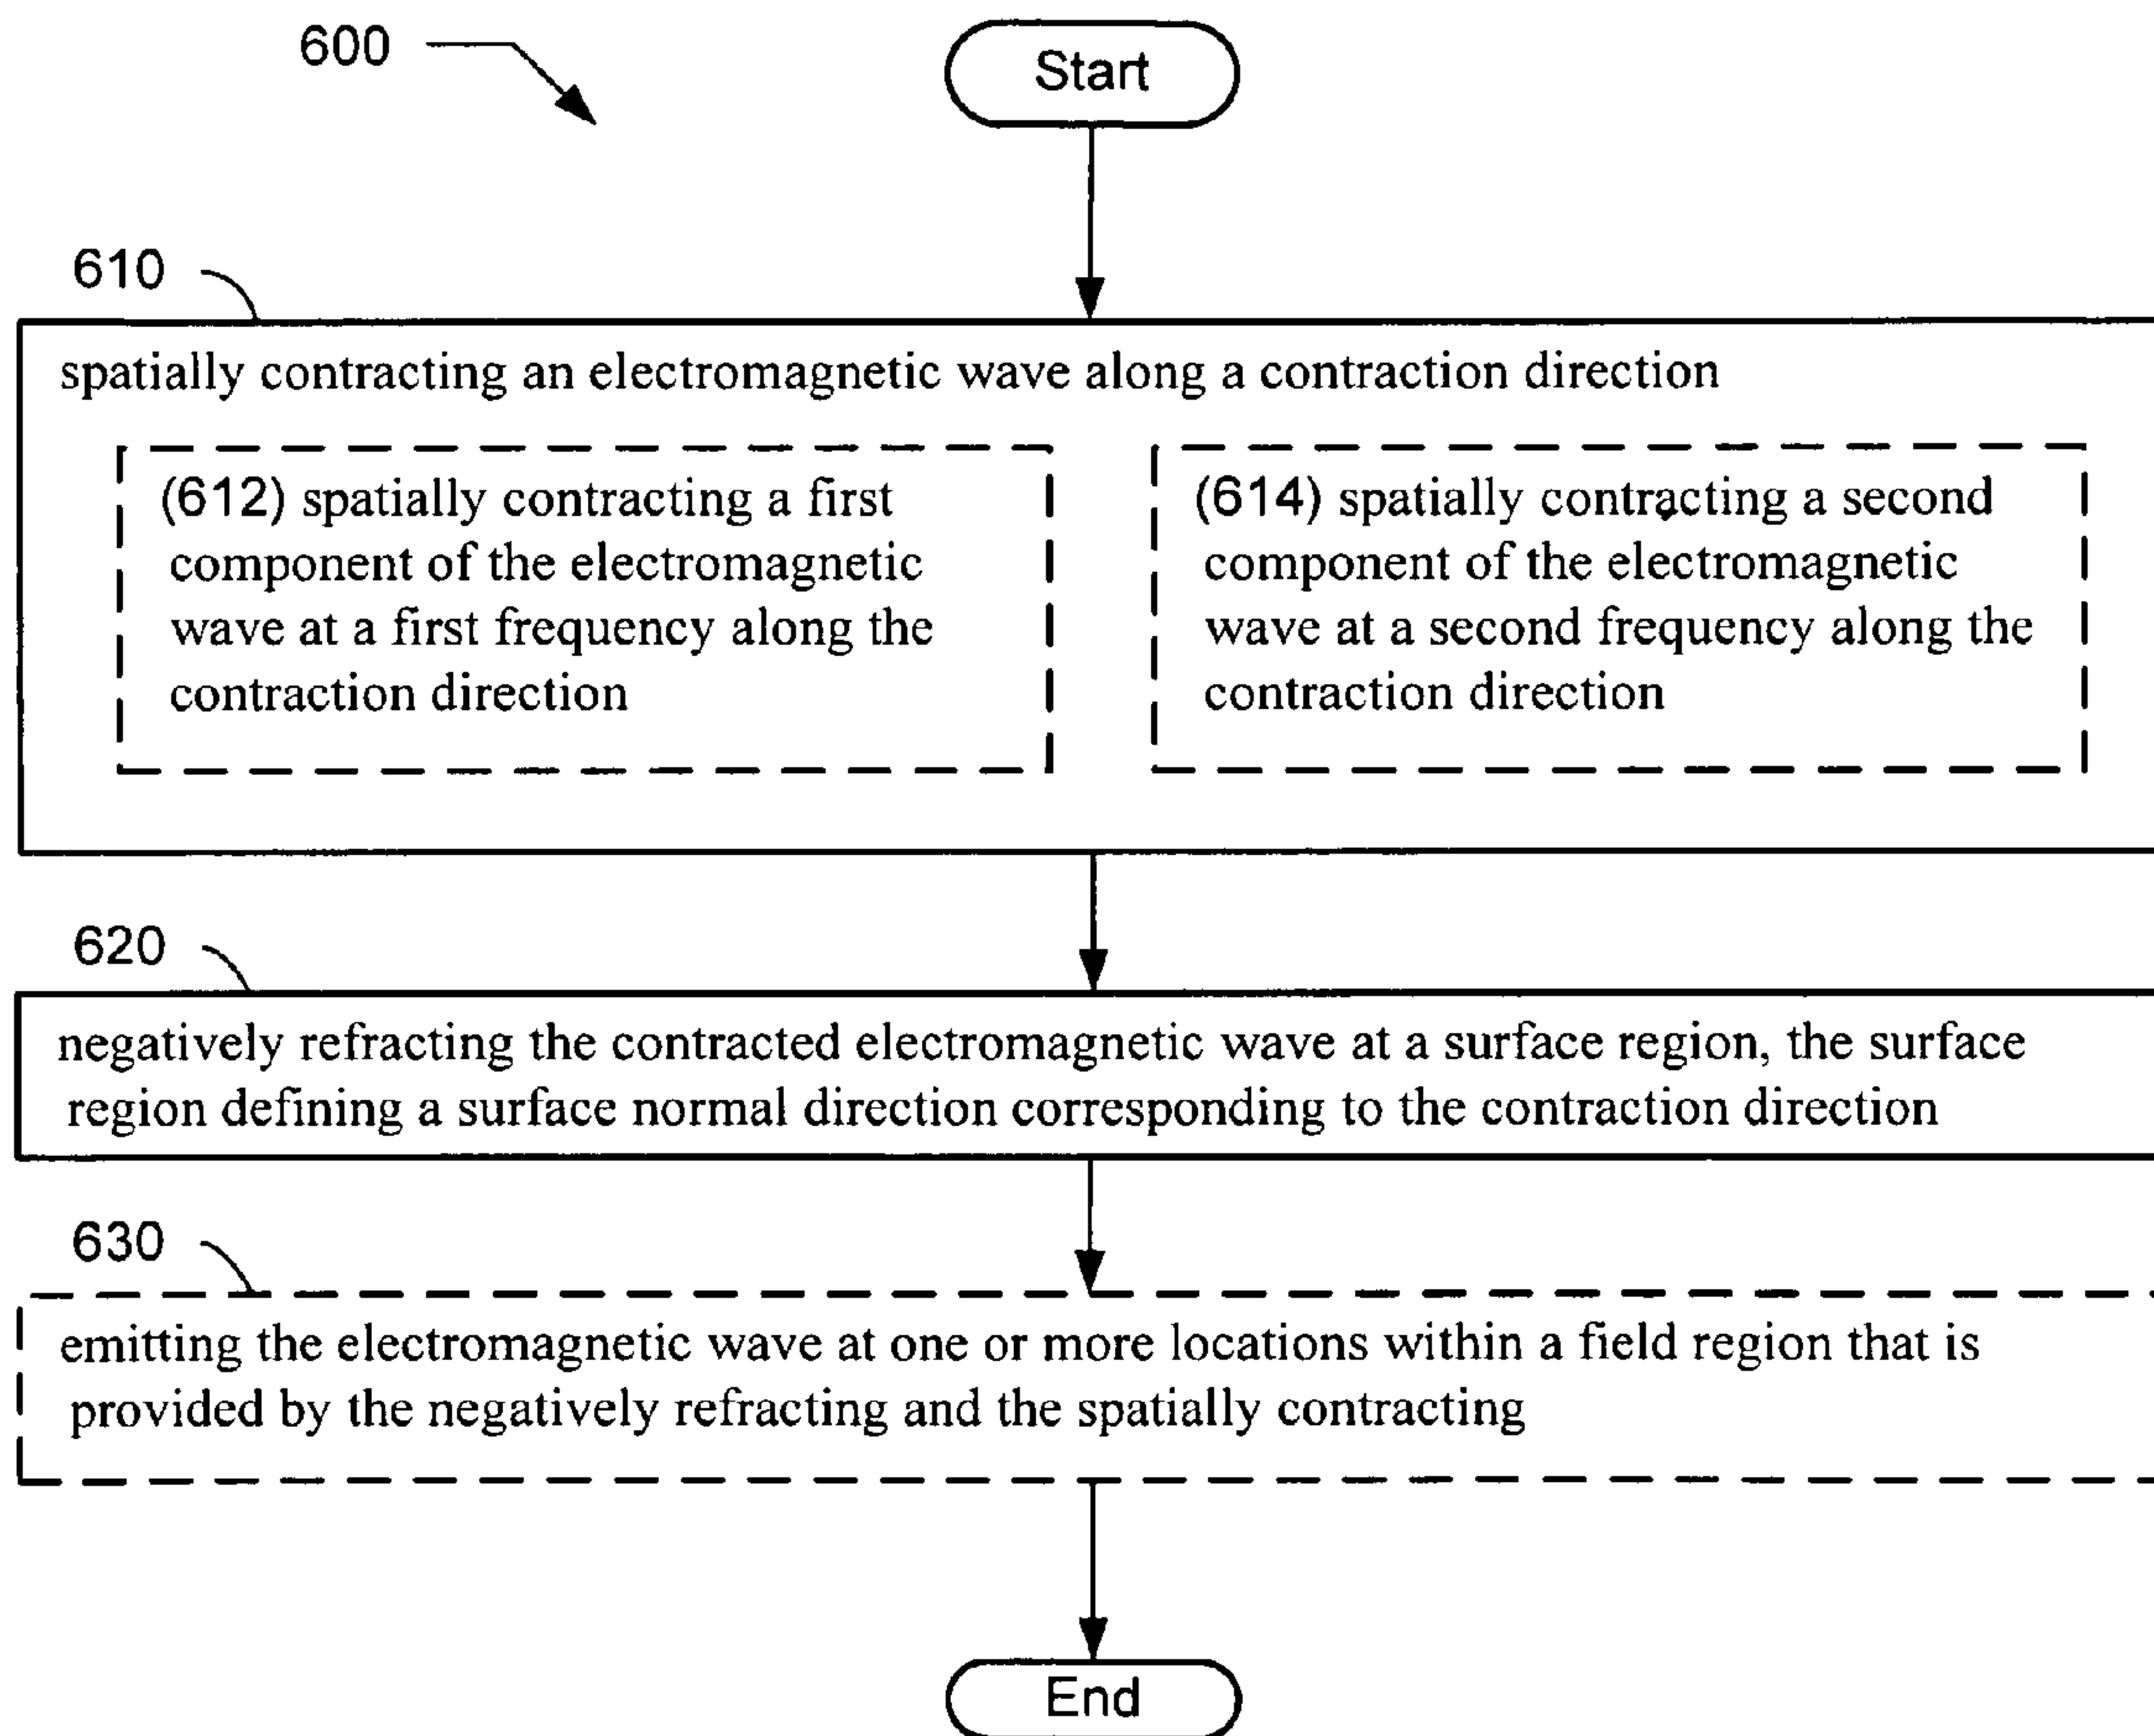 600
Start
610
spatially contracting an electromagnetic wave along a contraction direction
(612) spatially contracting a first
component of the electromagnetic
wave at a first frequency along the
contraction direction
(614) spatially contracting a second
component of the electromagnetic
wave at a second frequency along the
contraction direction
620
negatively refracting the contracted electromagnetic wave at a surface region, the surface
region defining a surface normal direction corresponding to the contraction direction
630
emitting the electromagnetic wave at one or more locations within a field region that is
provided by the negatively refracting and the spatially contracting
End